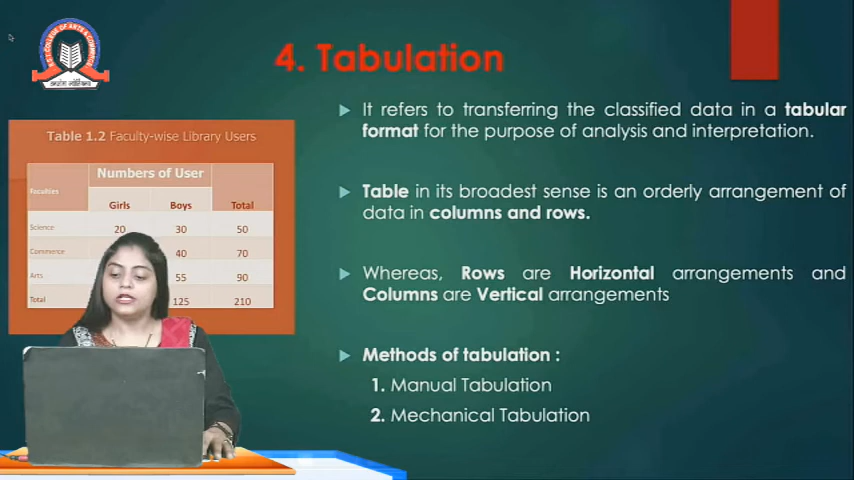 COLLEGE OF ARTS & COMMERCE
4. Tabulation
Table 1.2 Faculty-wise Library Users
Faculties Numbers of User
Girls Boys Total
Science 20 30 50
Commerce 40 70
Arts 55 90
Total 125 210
It refers to transferring the classified data in a tabular
format for the purpose of analysis and interpretation.
Table in its broadest sense is an orderly arrangement of
data in columns and rows.
Whereas, Rows are Horizontal arrangements and
Columns are Vertical arrangements
Methods of tabulation :
1. Manual Tabulation
2. Mechanical Tabulation